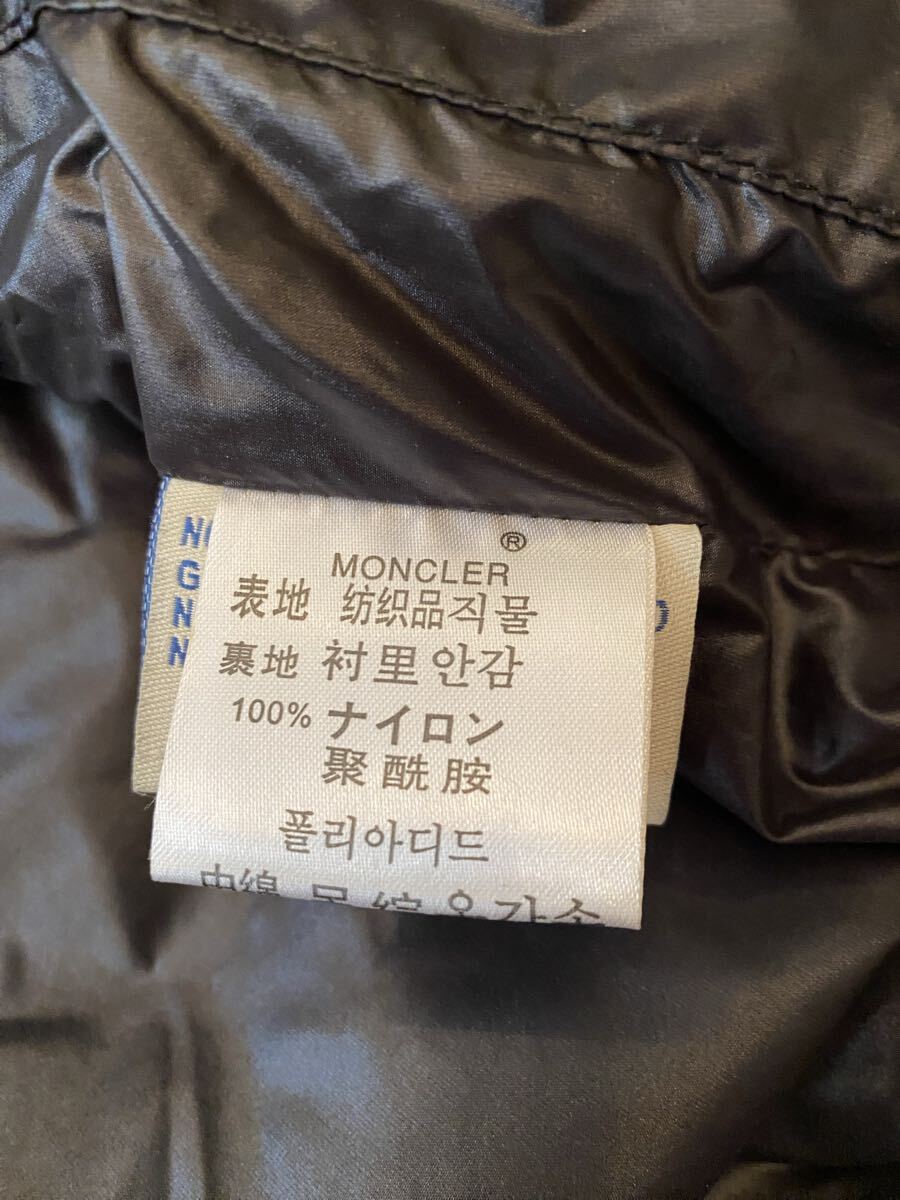 ®
MONCLER
表地 纺织品직물
裏地 衬里안감
100% ナイロン
聚酰胺
폴리아디드